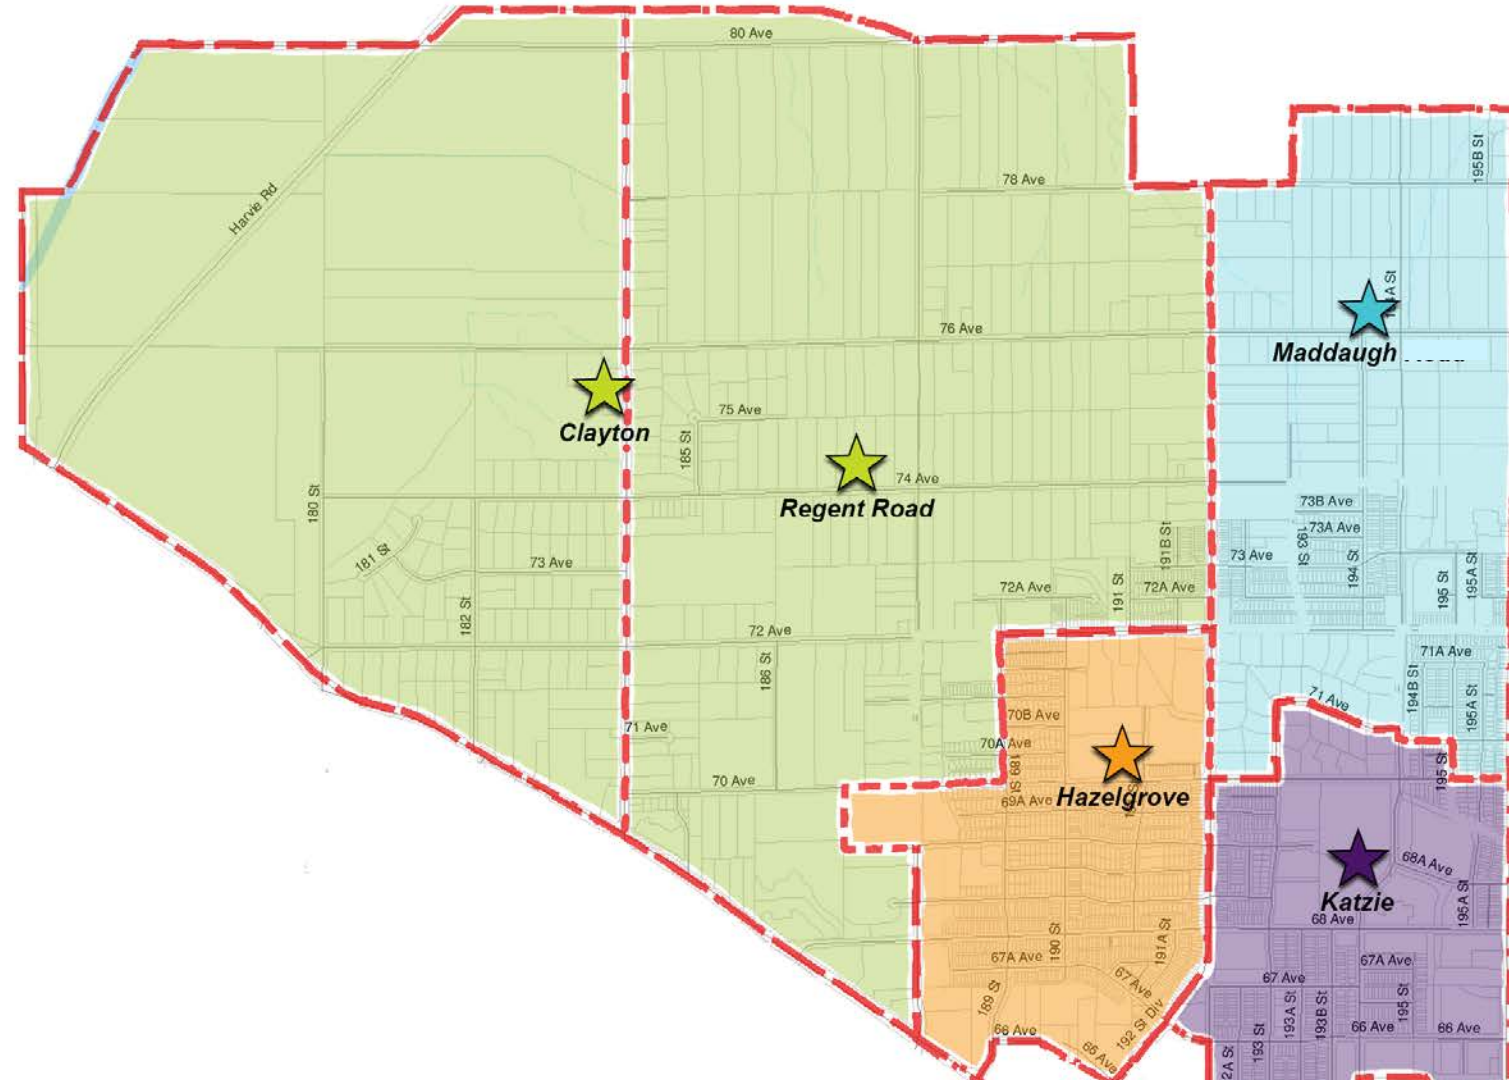 80 Ave
195B St
78 Ave
Harvie Rd
76 Ave
Maddaugh
Clayton
75 Ave
185 St
74 Ave
Regent Road
180 St
73B Ave
73A Ave
193 St
191B St
73 Ave
194 St
181 St
73 Ave
72A Ave
191 St
72A Ave
195 St
195A St
182 St
72 Ave
71A Ave
186 St
194B St
71 Ave
195A St
70B Ave
71 Ave
70A Ave
189 St
195 St
70 Ave
Hazelgrove
69A Ave
68A Ave
Katzie
195A St
68 Ave
190 St
191A St
67A Ave
67A Ave
67 Ave
67 Ave
189 St
193A St
193B St
195 St
192 St Div
66 Ave
66 Ave
66 Ave
193 St
65 Ave
2A St